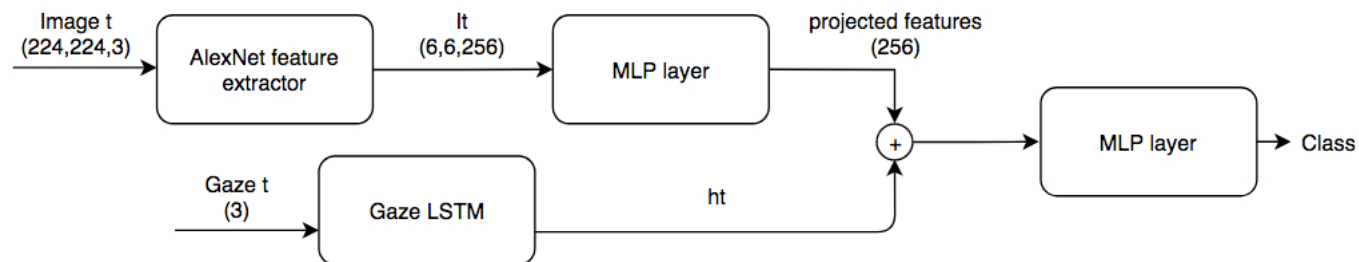 Image t
(224,224,3)
AlexNet feature
extractor
It
(6,6,256)
MLP layer
projected features
(256)
+
MLP layer
Class
Gaze t
(3)
Gaze LSTM
ht